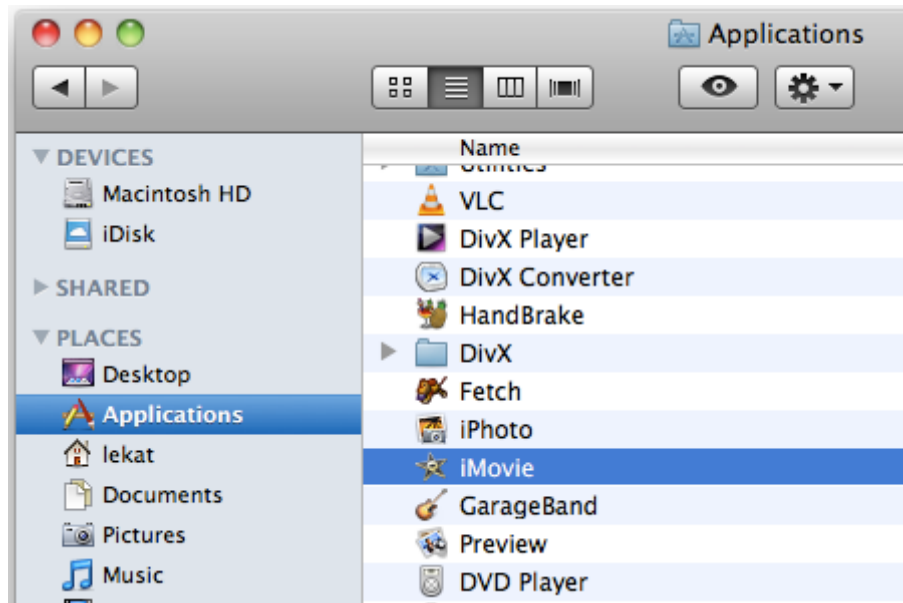 Applications
DEVICES
Macintosh HD
iDisk
SHARED
PLACES
Desktop
Applications
lekat
Documents
Pictures
Music
Name
Utilities
VLC
DivX Player
DivX Converter
HandBrake
DivX
Fetch
iPhoto
iMovie
GarageBand
Preview
DVD Player